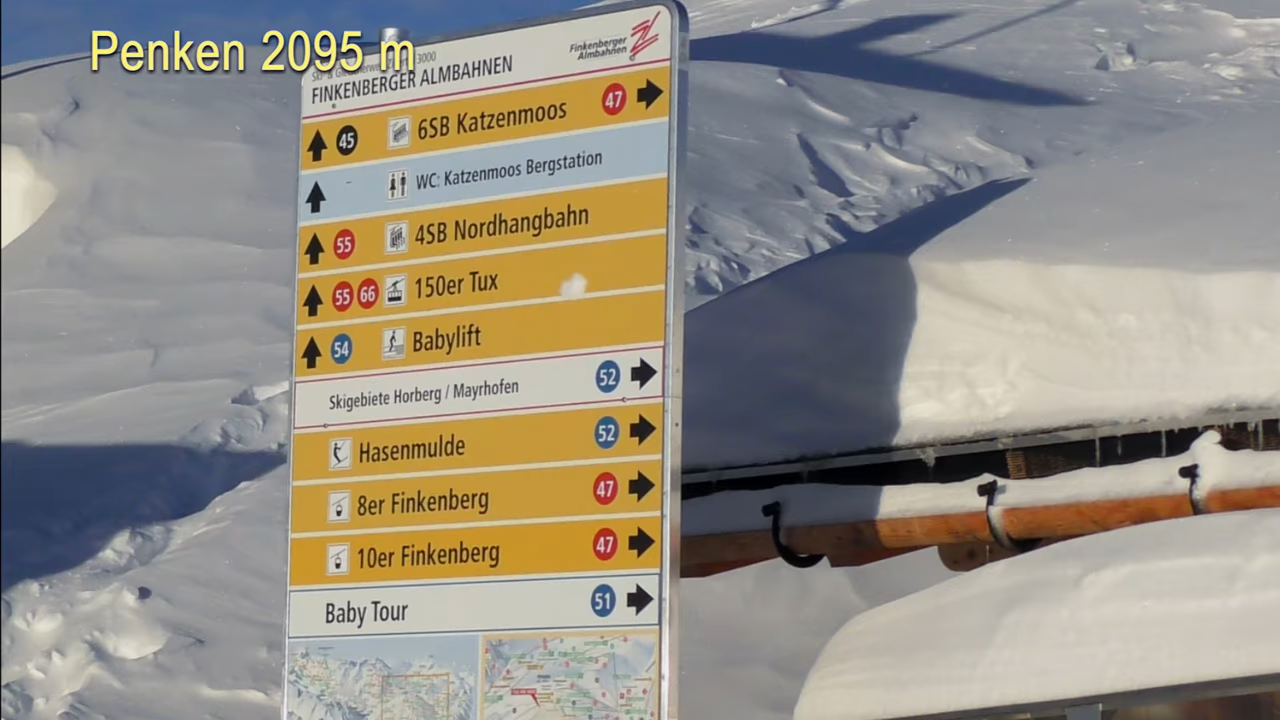 Penken 2095 m
3000
FINKENBERGER ALMBAHNEN
Finkenberger
Almbahnen
45 6SB Katzenmoos 47
WC: Katzenmoos Bergstation
55 4SB Nordhangbahn
55 66 150er Tux
54 Babylift
Skigebiete Horberg / Mayrhofen 52
Hasenmulde 52
8er Finkenberg 47
10er Finkenberg 47
Baby Tour 51